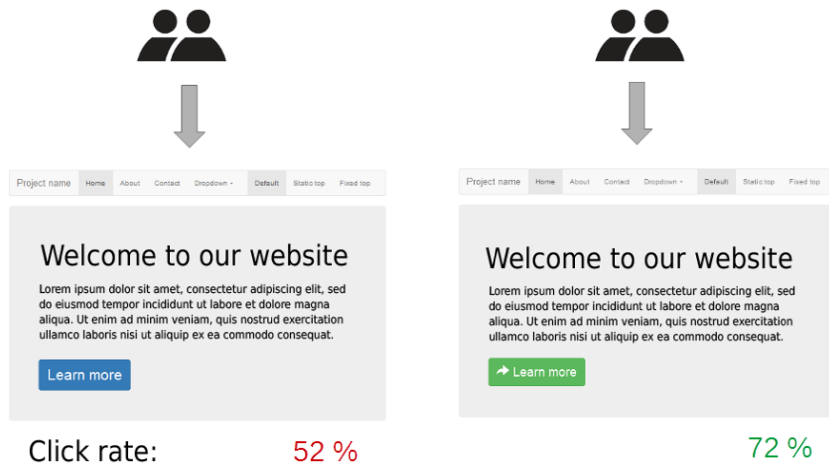 Project name Home About Contact Dropdown Default Static top Fixed top
Welcome to our website
Lorem ipsum dolor sit amet, consectetur adipiscing elit, sed
do eiusmod tempor incididunt ut labore et dolore magna
aliqua. Ut enim ad minim veniam, quis nostrud exercitation
ullamco laboris nisi ut aliquip ex ea commodo consequat.
Learn more
Click rate: 52 %
Project name Home About Contact Dropdown Default Static top Fixed top
Welcome to our website
Lorem ipsum dolor sit amet, consectetur adipiscing elit, sed
do eiusmod tempor incididunt ut labore et dolore magna
aliqua. Ut enim ad minim veniam, quis nostrud exercitation
ullamco laboris nisi ut aliquip ex ea commodo consequat.
Learn more
72 %